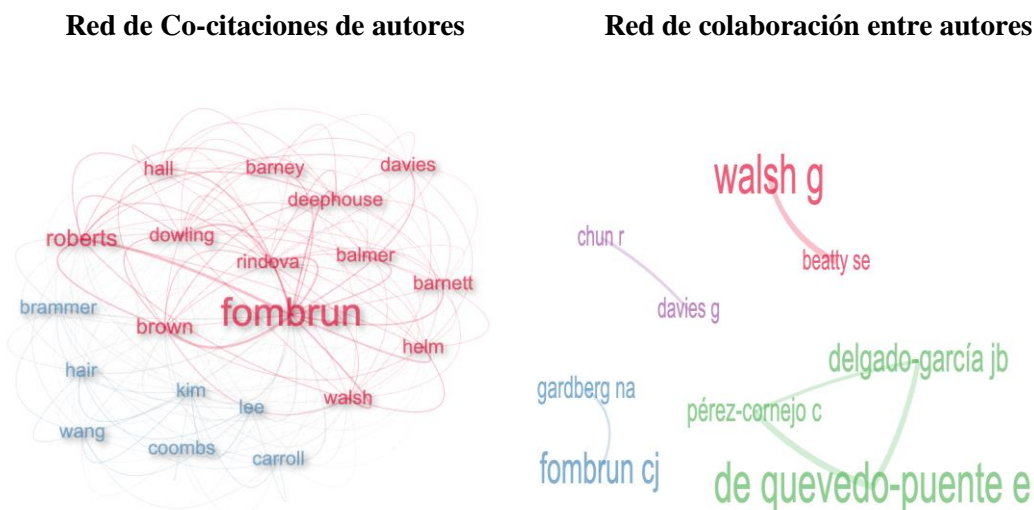 Red de Co-citaciones de autores
Red de colaboración entre autores
hall
barney
davies
deephouse
roberts
dowling
rindova
balmer
barnett
brammer
fombrun
brown
helm
hair
kim
lee
walsh
wang
coombs
carroll
walsh g
chun r
beatty se
davies g
delgado-garcía jb
gardberg na
pérez-cornejo c
fombrun cj
de quevedo-puente e